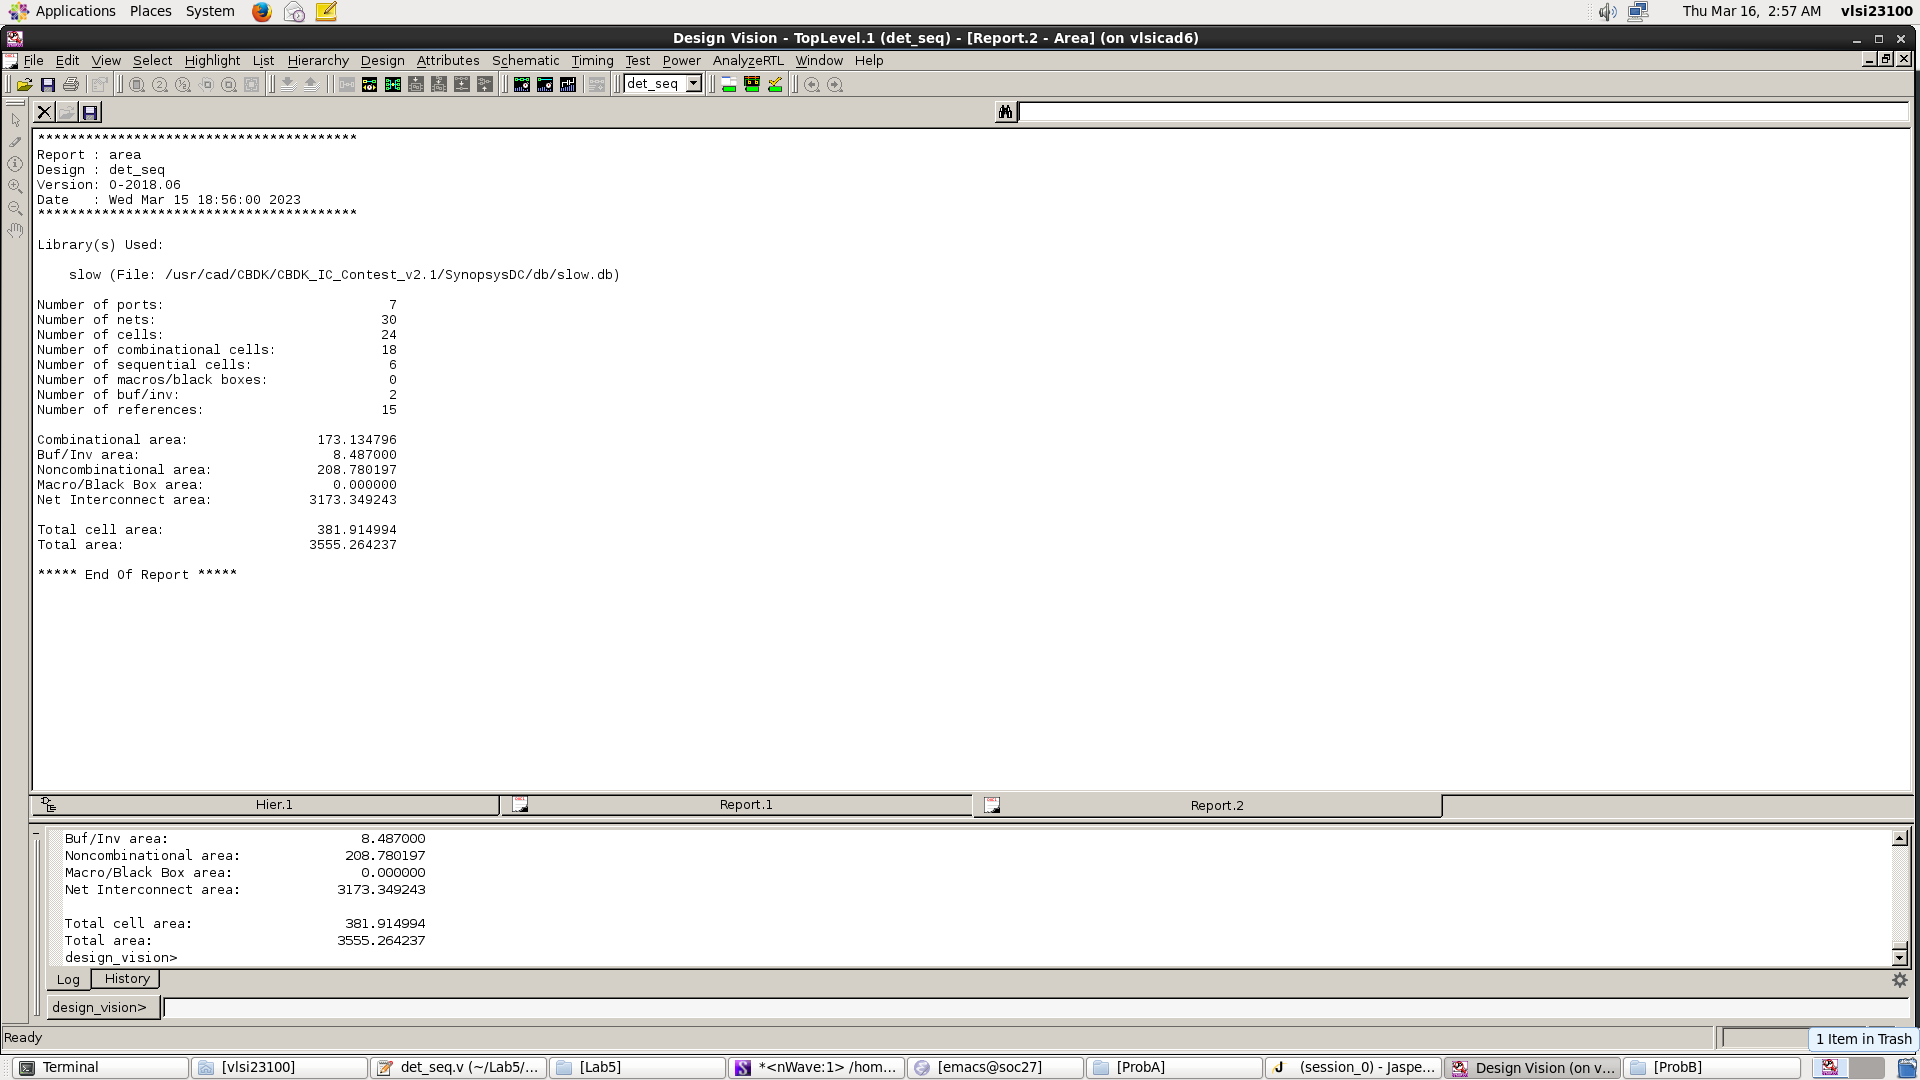 Applications Places System Thu Mar 16, 2:57 AM vlsi23100
Design Vision - TopLevel.1 (det_seq) - [Report.2 - Area] (on vlsicad6)
File Edit View Select Highlight List Hierarchy Design Attributes Schematic Timing Test Power AnalyzeRTL Window Help
det_seq
****************************************
Report : area
Design : det_seq
Version: O-2018.06
Date   : Wed Mar 15 18:56:00 2023
****************************************
Library(s) Used:
slow (File: /usr/cad/CBDK/CBDK_IC_Contest_v2.1/SynopsysDC/db/slow.db)
Number of ports: 7
Number of nets: 30
Number of cells: 24
Number of combinational cells: 18
Number of sequential cells: 6
Number of macros/black boxes: 0
Number of buf/inv: 2
Number of references: 15
Combinational area: 173.134796
Buf/Inv area: 8.487000
Noncombinational area: 208.780197
Macro/Black Box area: 0.000000
Net Interconnect area: 3173.349243
Total cell area: 381.914994
Total area: 3555.264237
***** End Of Report *****
Hier.1 Report.1 Report.2
Buf/Inv area: 8.487000
Noncombinational area: 208.780197
Macro/Black Box area: 0.000000
Net Interconnect area: 3173.349243
Total cell area: 381.914994
Total area: 3555.264237
design_vision>
Log History
design_vision>
Ready
1 Item in Trash
Terminal [vlsi23100] det_seq.v (~/Lab5/... [Lab5] *<nWave:1> /hom... [emacs@soc27] [ProbA] (session_0) - Jaspe... Design Vision (on v... [ProbB]